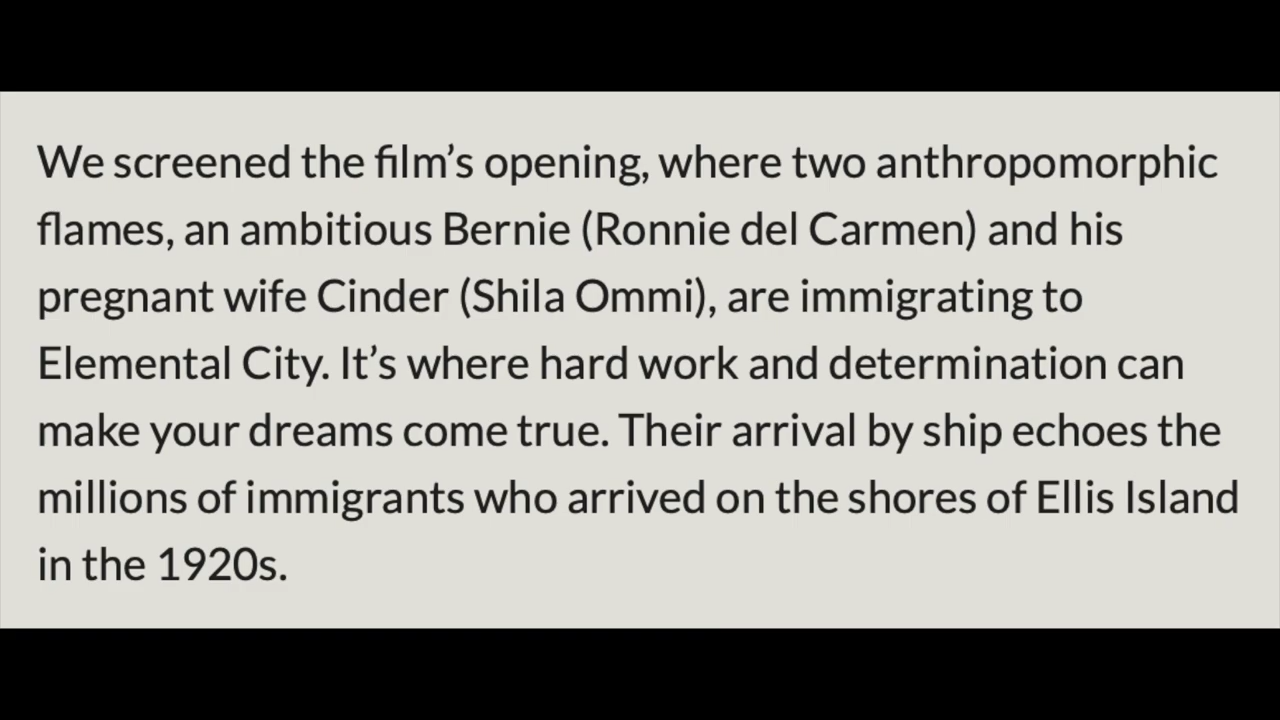 We screened the film’s opening, where two anthropomorphic
flames, an ambitious Bernie (Ronnie del Carmen) and his
pregnant wife Cinder (Shila Ommi), are immigrating to
Elemental City. It’s where hard work and determination can
make your dreams come true. Their arrival by ship echoes the
millions of immigrants who arrived on the shores of Ellis Island
in the 1920s.